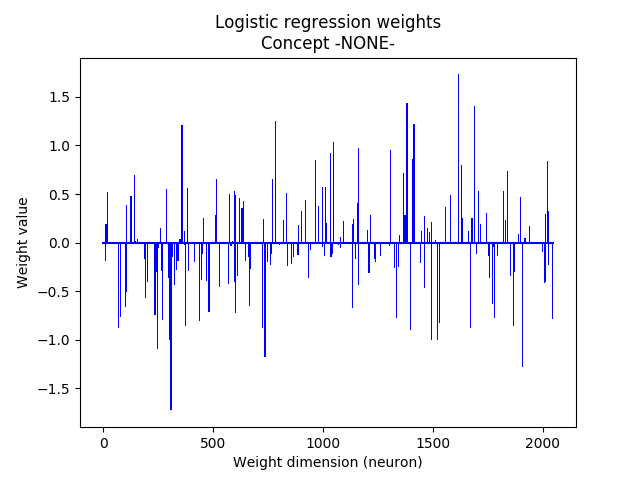 Logistic regression weights
Concept -NONE-
Weight value
1.5
1.0
0.5
0.0
−0.5
−1.0
−1.5
0 500 1000 1500 2000
Weight dimension (neuron)